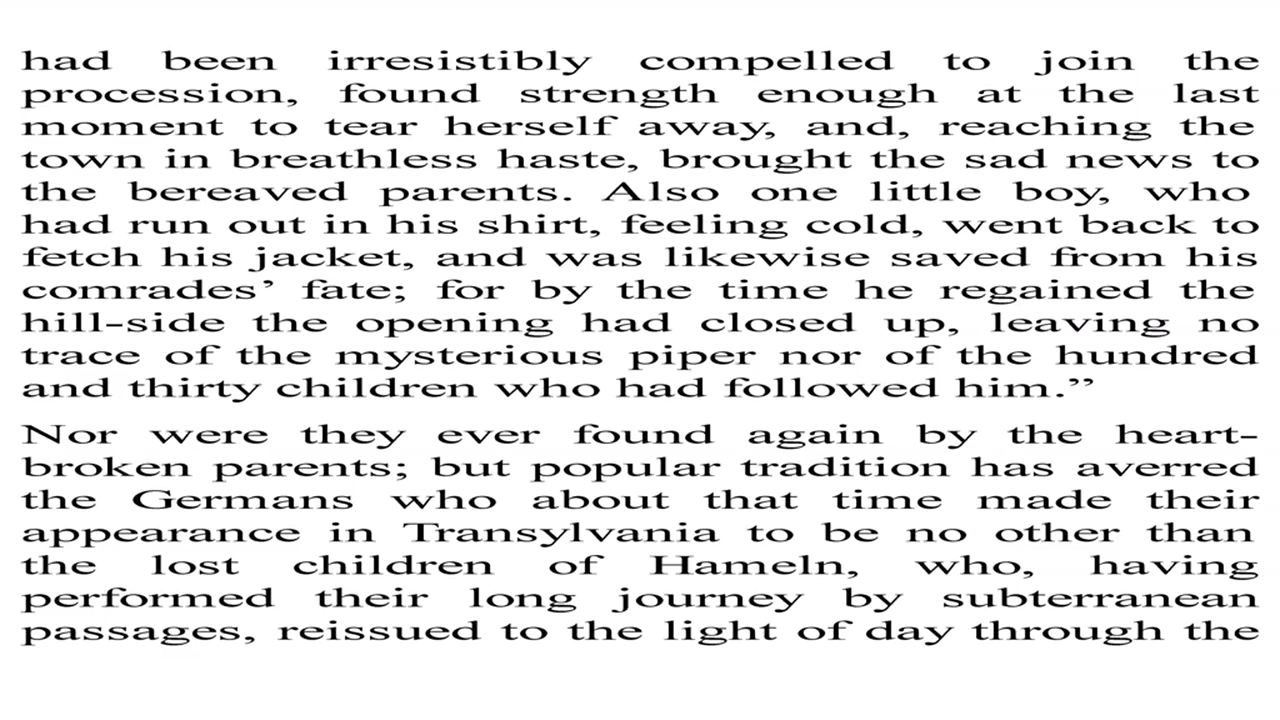 had been irresistibly compelled to join the
procession, found strength enough at the last
moment to tear herself away, and, reaching the
town in breathless haste, brought the sad news to
the bereaved parents. Also one little boy, who
had run out in his shirt, feeling cold, went back to
fetch his jacket, and was likewise saved from his
comrades’ fate; for by the time he regained the
hill-side the opening had closed up, leaving no
trace of the mysterious piper nor of the hundred
and thirty children who had followed him.”
Nor were they ever found again by the heart-
broken parents; but popular tradition has averred
the Germans who about that time made their
appearance in Transylvania to be no other than
the lost children of Hameln, who, having
performed their long journey by subterranean
passages, reissued to the light of day through the